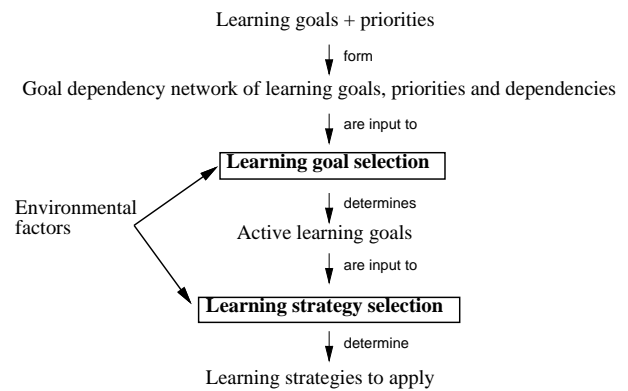 Learning goals + priorities
form
Goal dependency network of learning goals, priorities and dependencies
are input to
Learning goal selection
determines
Environmental
factors
Active learning goals
are input to
Learning strategy selection
determine
Learning strategies to apply